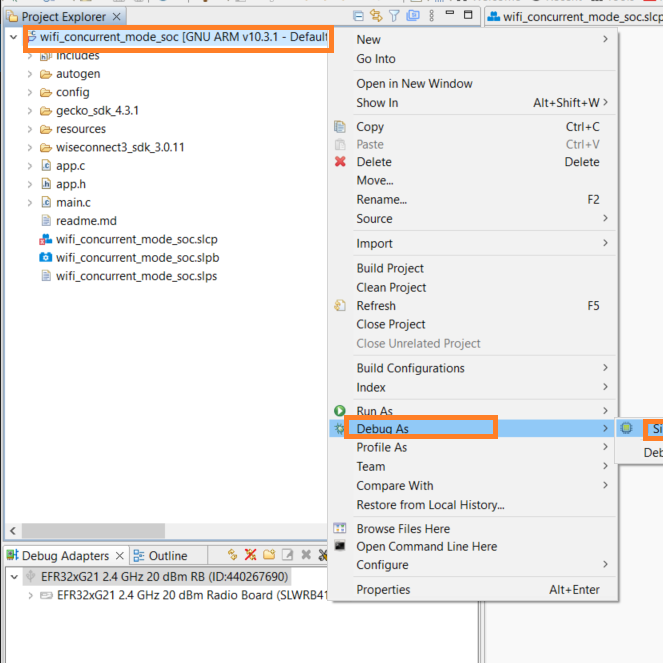 Project Explorer
wifi_concurrent_mode_soc.slcp
wifi_concurrent_mode_soc [GNU ARM v10.3.1 - Default
Includes
autogen
config
gecko_sdk_4.3.1
resources
wiseconnect3_sdk_3.0.11
app.c
app.h
main.c
readme.md
wifi_concurrent_mode_soc.slcp
wifi_concurrent_mode_soc.slpb
wifi_concurrent_mode_soc.slps
New
Go Into
Open in New Window
Show In Alt+Shift+W
Copy Ctrl+C
Paste Ctrl+V
Delete Delete
Move...
Rename... F2
Source
Import
Build Project
Clean Project
Refresh F5
Close Project
Close Unrelated Project
Build Configurations
Index
Run As
Debug As
Si
Profile As
Deb
Team
Compare With
Restore from Local History...
Browse Files Here
Open Command Line Here
Configure
Properties Alt+Enter
Debug Adapters
Outline
EFR32xG21 2.4 GHz 20 dBm RB (ID:440267690)
EFR32xG21 2.4 GHz 20 dBm Radio Board (SLWRB41